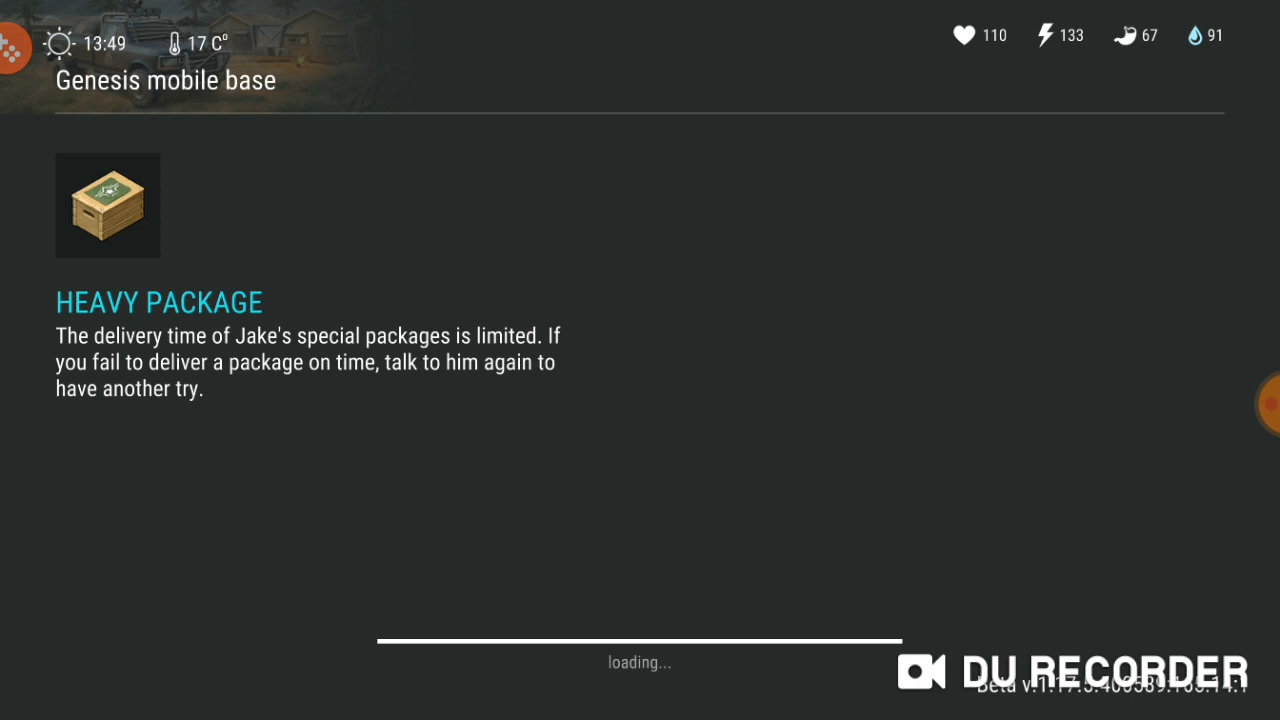 13:49 17 C° 110 133 67 91
Genesis mobile base
HEAVY PACKAGE
The delivery time of Jake's special packages is limited. If
you fail to deliver a package on time, talk to him again to
have another try.
loading...
DU RECORDER
Beta